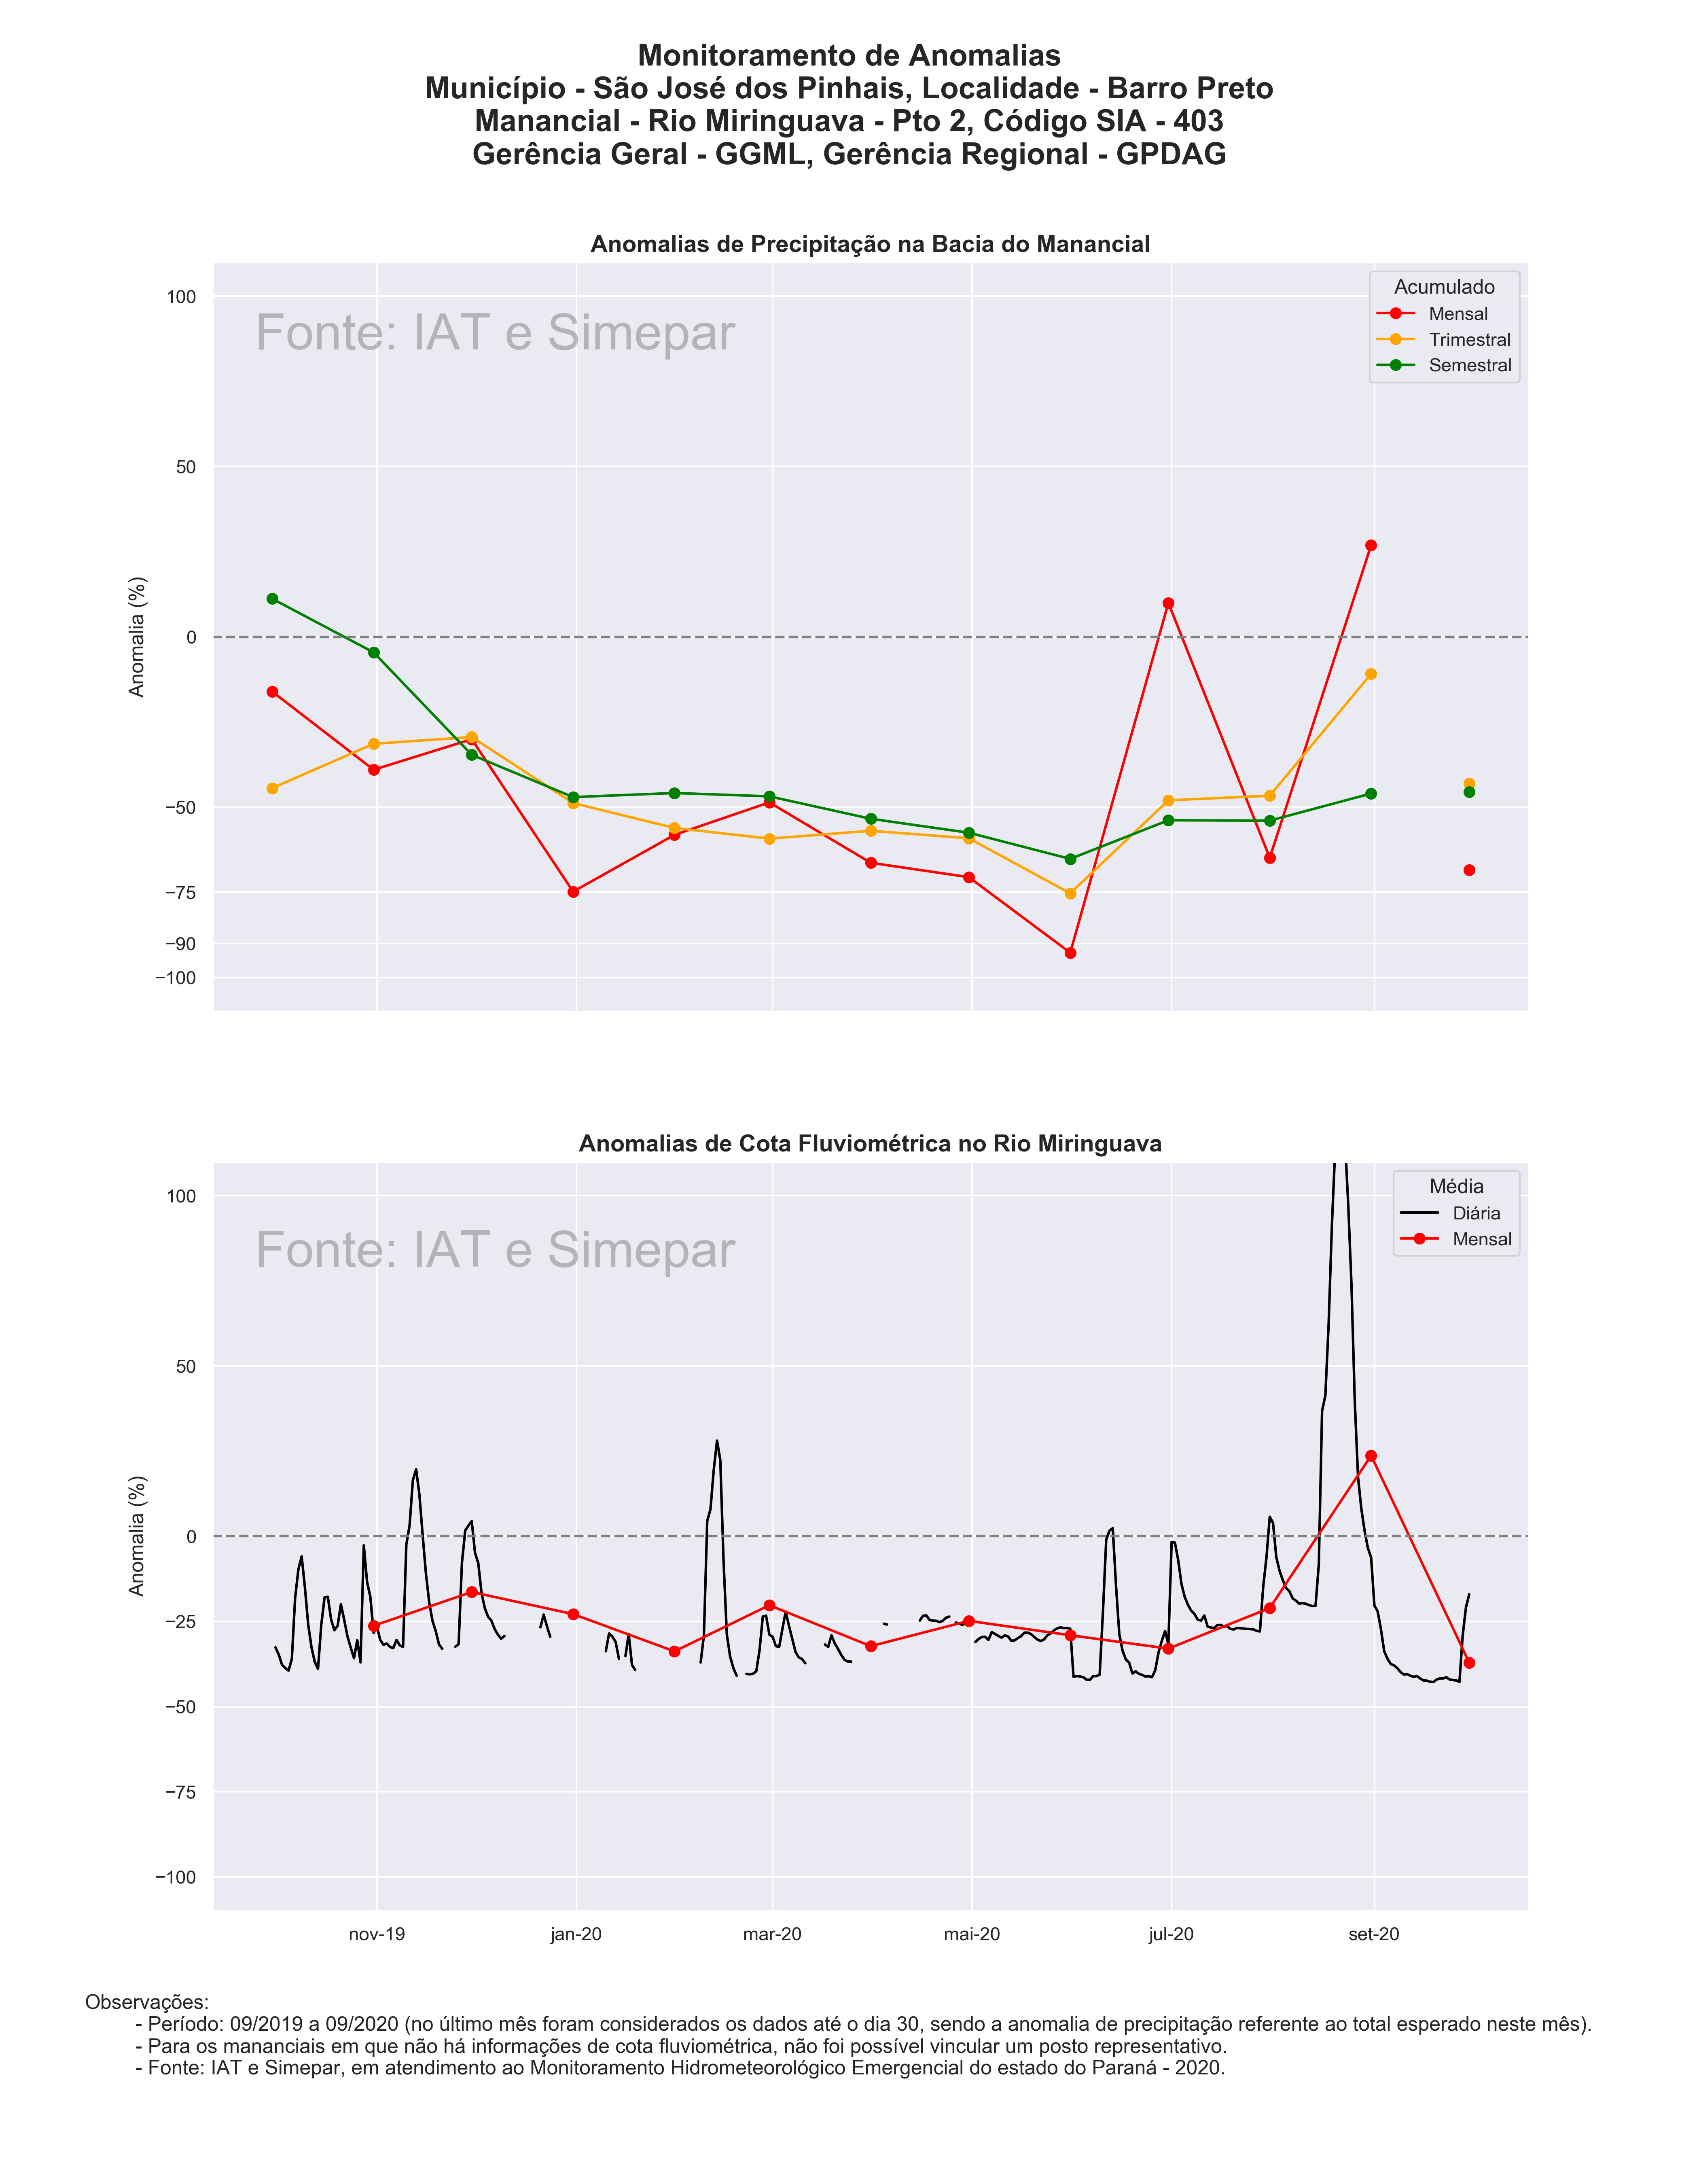 Monitoramento de Anomalias
Município - São José dos Pinhais, Localidade - Barro Preto
Manancial - Rio Miringuava - Pto 2, Código SIA - 403
Gerência Geral - GGML, Gerência Regional - GPDAG
Anomalias de Precipitação na Bacia do Manancial
Fonte: IAT e Simepar
Acumulado
Mensal
Trimestral
Semestral
Anomalia (%)
100
50
0
−50
−75
−90
−100
Anomalias de Cota Fluviométrica no Rio Miringuava
Fonte: IAT e Simepar
Média
Diária
Mensal
Anomalia (%)
100
50
0
−25
−50
−75
−100
nov-19 jan-20 mar-20 mai-20 jul-20 set-20
Observações:
- Período: 09/2019 a 09/2020 (no último mês foram considerados os dados até o dia 30, sendo a anomalia de precipitação referente ao total esperado neste mês).
- Para os mananciais em que não há informações de cota fluviométrica, não foi possível vincular um posto representativo.
- Fonte: IAT e Simepar, em atendimento ao Monitoramento Hidrometeorológico Emergencial do estado do Paraná - 2020.